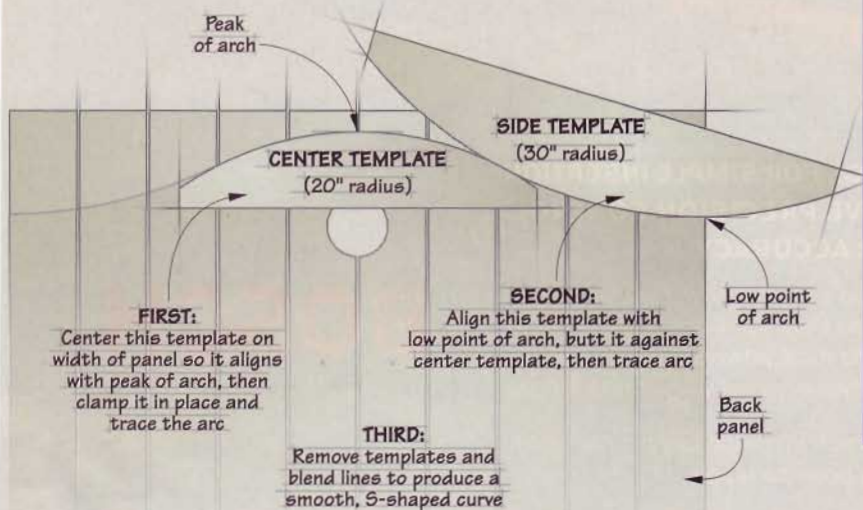 Peak
of arch
SIDE TEMPLATE
(30" radius)
CENTER TEMPLATE
(20" radius)
FIRST:
Center this template on
width of panel so it aligns
with peak of arch, then
clamp it in place and
trace the arc
SECOND:
Align this template with
low point of arch, butt it against
center template, then trace arc
Low point
of arch
THIRD:
Remove templates and
blend lines to produce a
smooth, S-shaped curve
Back
panel